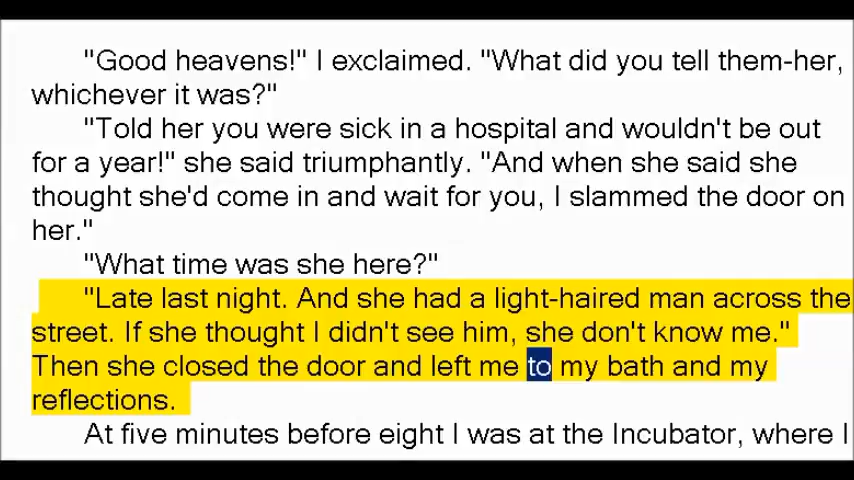 "Good heavens!" I exclaimed. "What did you tell them-her,
whichever it was?"
"Told her you were sick in a hospital and wouldn't be out
for a year!" she said triumphantly. "And when she said she
thought she'd come in and wait for you, I slammed the door on
her."
"What time was she here?"
"Late last night. And she had a light-haired man across the
street. If she thought I didn't see him, she don't know me."
Then she closed the door and left me to my bath and my
reflections.
At five minutes before eight I was at the Incubator, where I